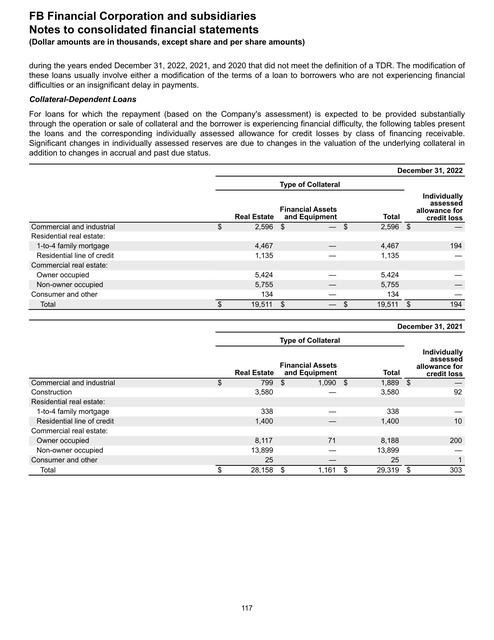 FB Financial Corporation and subsidiaries
Notes to consolidated financial statements
(Dollar amounts are in thousands, except share and per share amounts)
during the years ended December 31, 2022, 2021, and 2020 that did not meet the definition of a TDR. The modification of
these loans usually involve either a modification of the terms of a loan to borrowers who are not experiencing financial
difficulties or an insignificant delay in payments.
Collateral-Dependent Loans
For loans for which the repayment (based on the Company's assessment) is expected to be provided substantially
through the operation or sale of collateral and the borrower is experiencing financial difficulty, the following tables present
the loans and the corresponding individually assessed allowance for credit losses by class of financing receivable.
Significant changes in individually assessed reserves are due to changes in the valuation of the underlying collateral in
addition to changes in accrual and past due status.
December 31, 2022
Type of Collateral
Real Estate Financial Assets and Equipment Total Individually assessed allowance for credit loss
Commercial and industrial $ 2,596 $ — $ 2,596 $ —
Residential real estate:
1-to-4 family mortgage 4,467 — 4,467 194
Residential line of credit 1,135 — 1,135 —
Commercial real estate:
Owner occupied 5,424 — 5,424 —
Non-owner occupied 5,755 — 5,755 —
Consumer and other 134 — 134 —
Total $ 19,511 $ — $ 19,511 $ 194
December 31, 2021
Type of Collateral
Real Estate Financial Assets and Equipment Total Individually assessed allowance for credit loss
Commercial and industrial $ 799 $ 1,090 $ 1,889 $ —
Construction 3,580 — 3,580 92
Residential real estate:
1-to-4 family mortgage 338 — 338 —
Residential line of credit 1,400 — 1,400 10
Commercial real estate:
Owner occupied 8,117 71 8,188 200
Non-owner occupied 13,899 — 13,899 —
Consumer and other 25 — 25 1
Total $ 28,158 $ 1,161 $ 29,319 $ 303
117